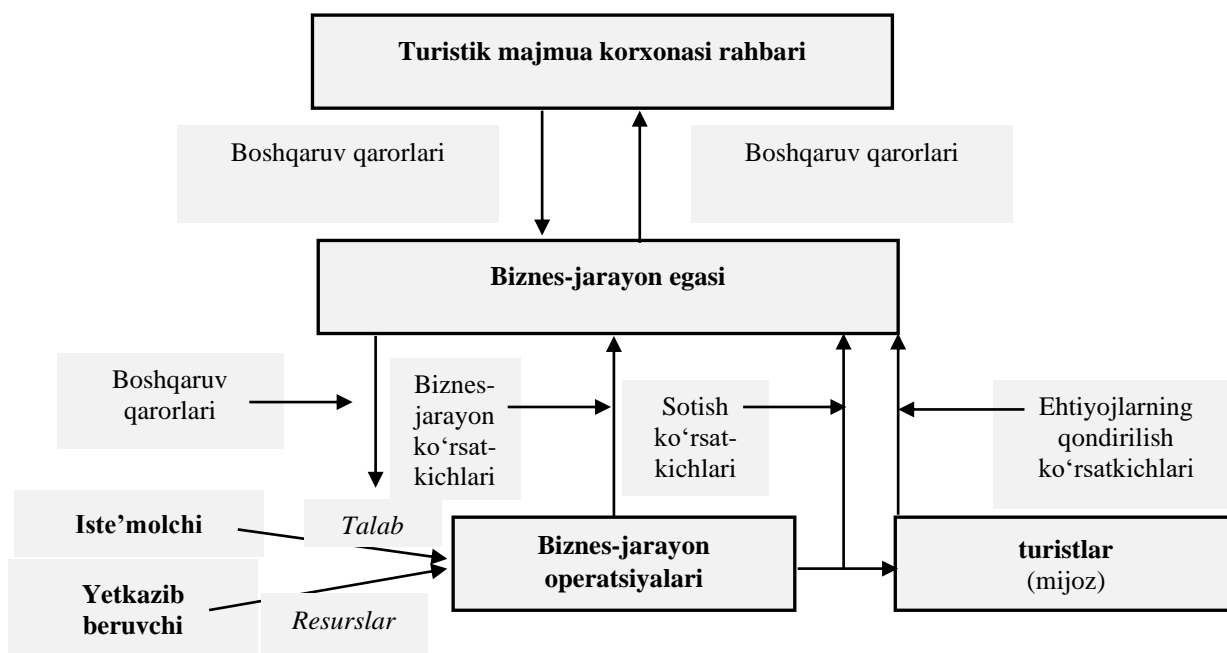 Turistik majmua korxonasi rahbari
Boshqaruv qarorlari
Boshqaruv qarorlari
Biznes-jarayon egasi
Boshqaruv
qarorlari
Biznes-
jarayon
ko‘rsat-
kichlari
Sotish
ko‘rsat-
kichlari
Ehtiyojlarning
qondirilish
ko‘rsatkichlari
Iste’molchi
Talab
Yetkazib
beruvchi
Resurslar
Biznes-jarayon
operatsiyalari
turistlar
(mijoz)